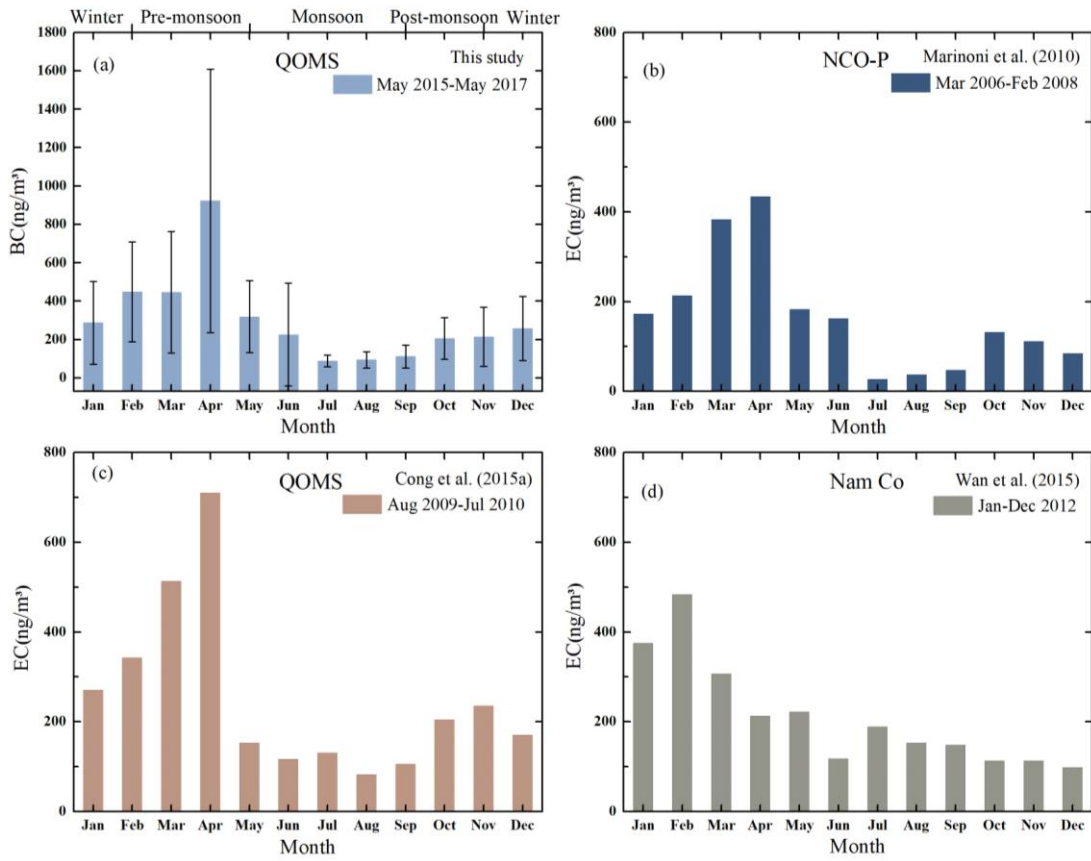 Winter Pre-monsoon Monsoon Post-monsoon Winter
(a) QOMS This study
May 2015-May 2017
1800
1600
1400
1200
1000
800
600
400
200
0
BC(ng/m³)
Jan Feb Mar Apr May Jun Jul Aug Sep Oct Nov Dec
Month
(b) NCO-P Marinoni et al. (2010)
Mar 2006-Feb 2008
800
600
400
200
0
EC(ng/m³)
Jan Feb Mar Apr May Jun Jul Aug Sep Oct Nov Dec
Month
(c) QOMS Cong et al. (2015a)
Aug 2009-Jul 2010
800
600
400
200
0
EC(ng/m³)
Jan Feb Mar Apr May Jun Jul Aug Sep Oct Nov Dec
Month
(d) Nam Co Wan et al. (2015)
Jan-Dec 2012
800
600
400
200
0
EC(ng/m³)
Jan Feb Mar Apr May Jun Jul Aug Sep Oct Nov Dec
Month